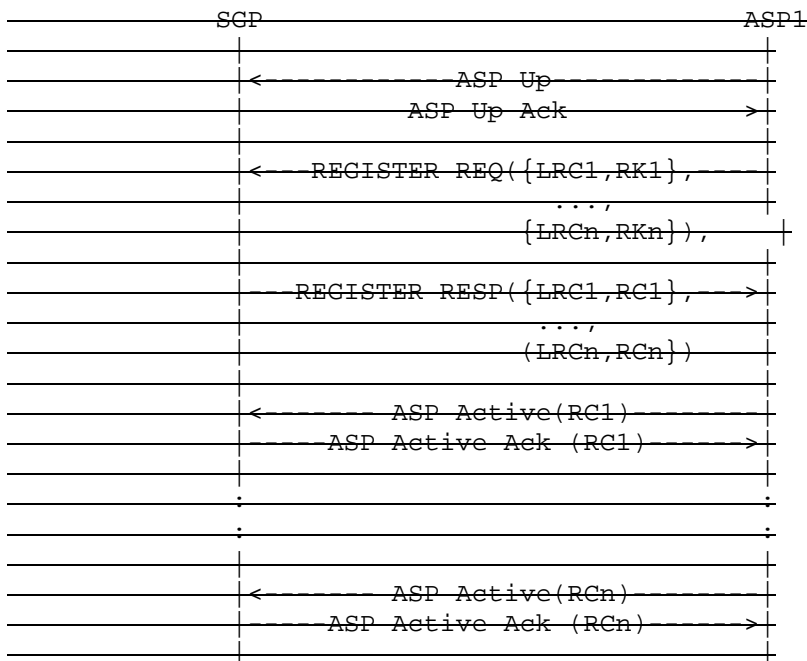 SGP ASP1
| |
|<-------------ASP Up--------------|
| ASP Up Ack >|
| |
|<---REGISTER REQ({LRC1,RK1},----|
| ..., |
| {LRCn,RKn}), |
| |
|---REGISTER RESP({LRC1,RC1},--->|
| ..., |
| (LRCn,RCn}) |
| |
|<------- ASP Active(RC1)--------|
|-----ASP Active Ack (RC1)------>|
| |
: :
: :
| |
|<------- ASP Active(RCn)--------|
|-----ASP Active Ack (RCn)------>|
| |